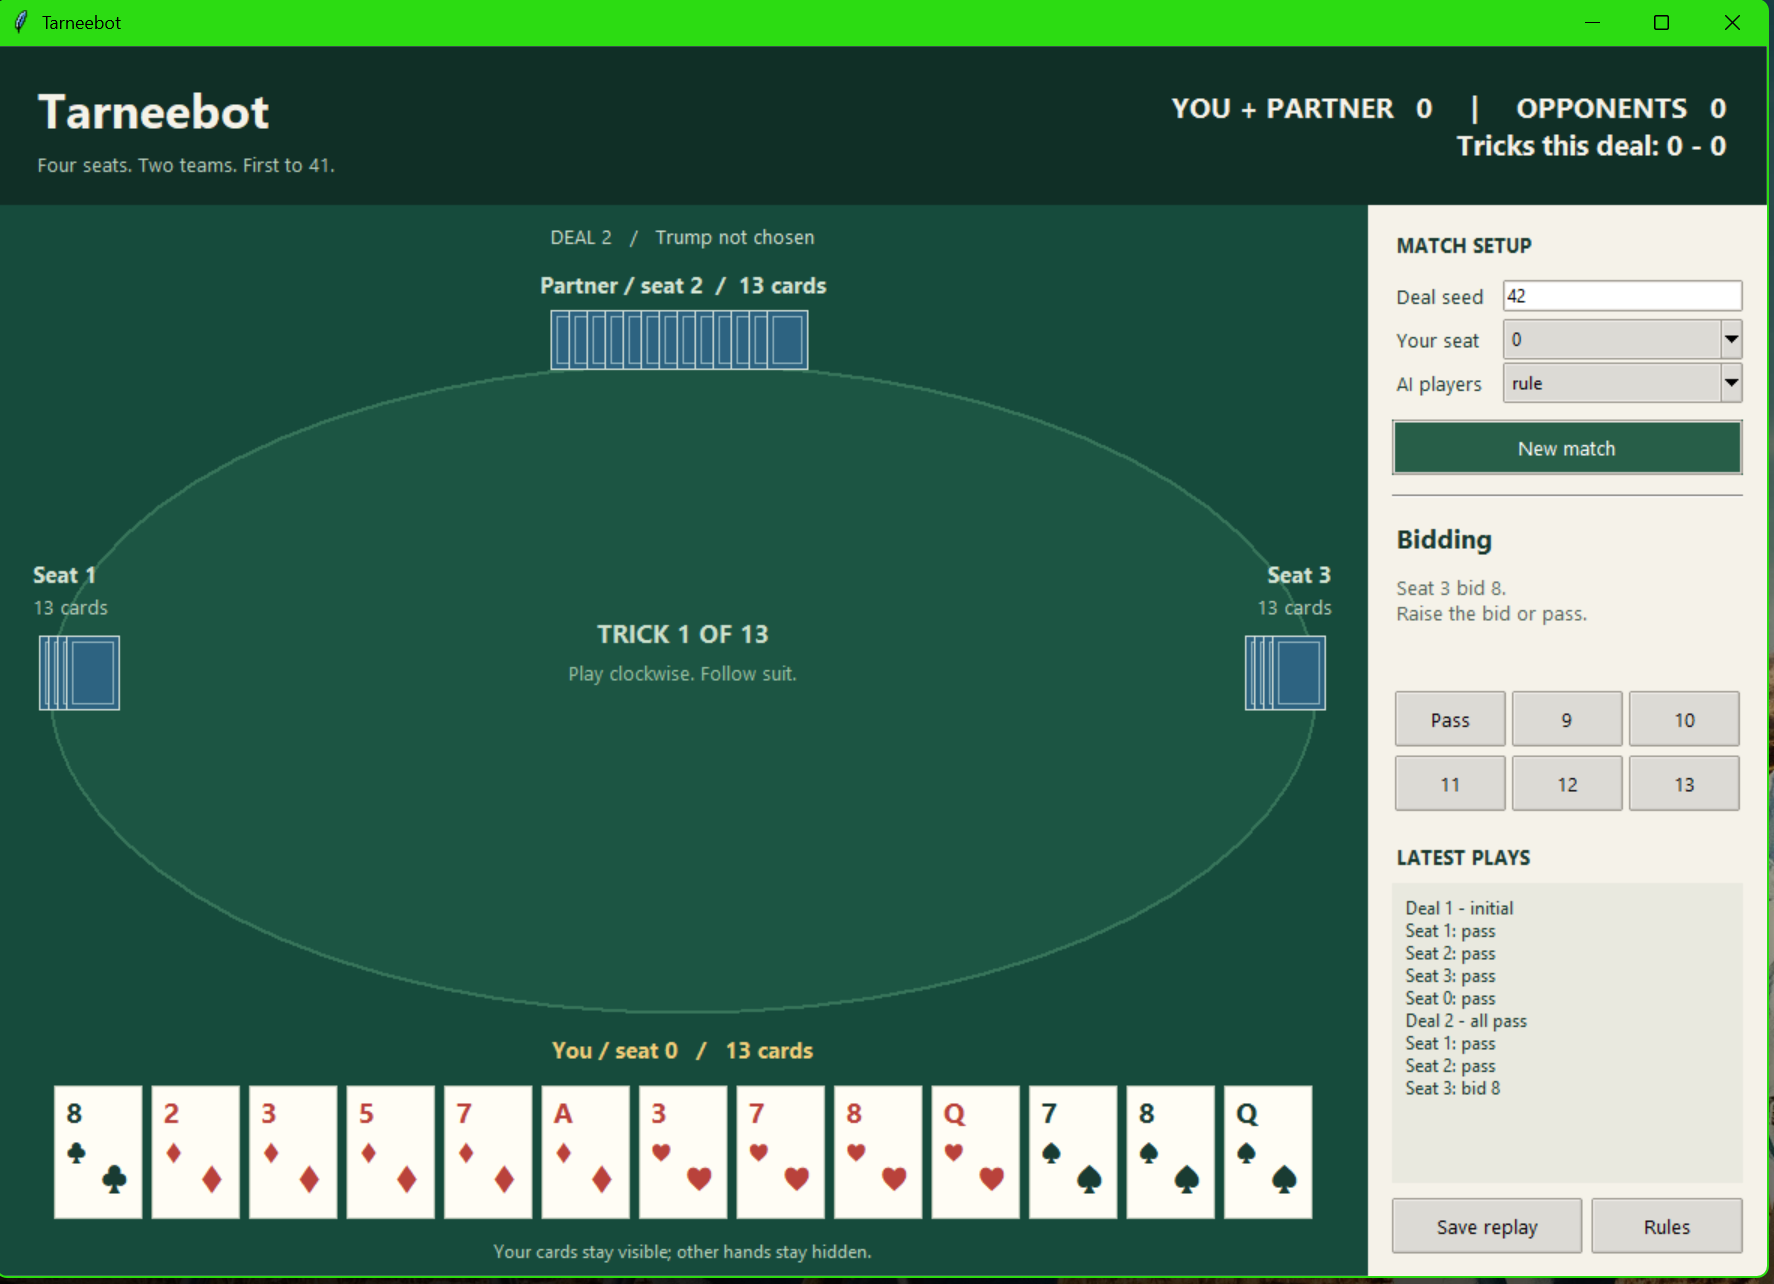 Tarneebot
Tarneebot
Four seats. Two teams. First to 41.
YOU + PARTNER 0 | OPPONENTS 0
Tricks this deal: 0 - 0
DEAL 2 / Trump not chosen
Partner / seat 2 / 13 cards
Seat 1
13 cards
Seat 3
13 cards
TRICK 1 OF 13
Play clockwise. Follow suit.
You / seat 0 / 13 cards
8 2 3 5 7 A 3 7 8 Q 7 8 Q
♣ ♦ ♦ ♦ ♦ ♦ ♥ ♥ ♥ ♥ ♠ ♠ ♠
Your cards stay visible; other hands stay hidden.
MATCH SETUP
Deal seed 42
Your seat 0
AI players rule
New match
Bidding
Seat 3 bid 8.
Raise the bid or pass.
Pass 9 10
11 12 13
LATEST PLAYS
Deal 1 - initial
Seat 1: pass
Seat 2: pass
Seat 3: pass
Seat 0: pass
Deal 2 - all pass
Seat 1: pass
Seat 2: pass
Seat 3: bid 8
Save replay Rules